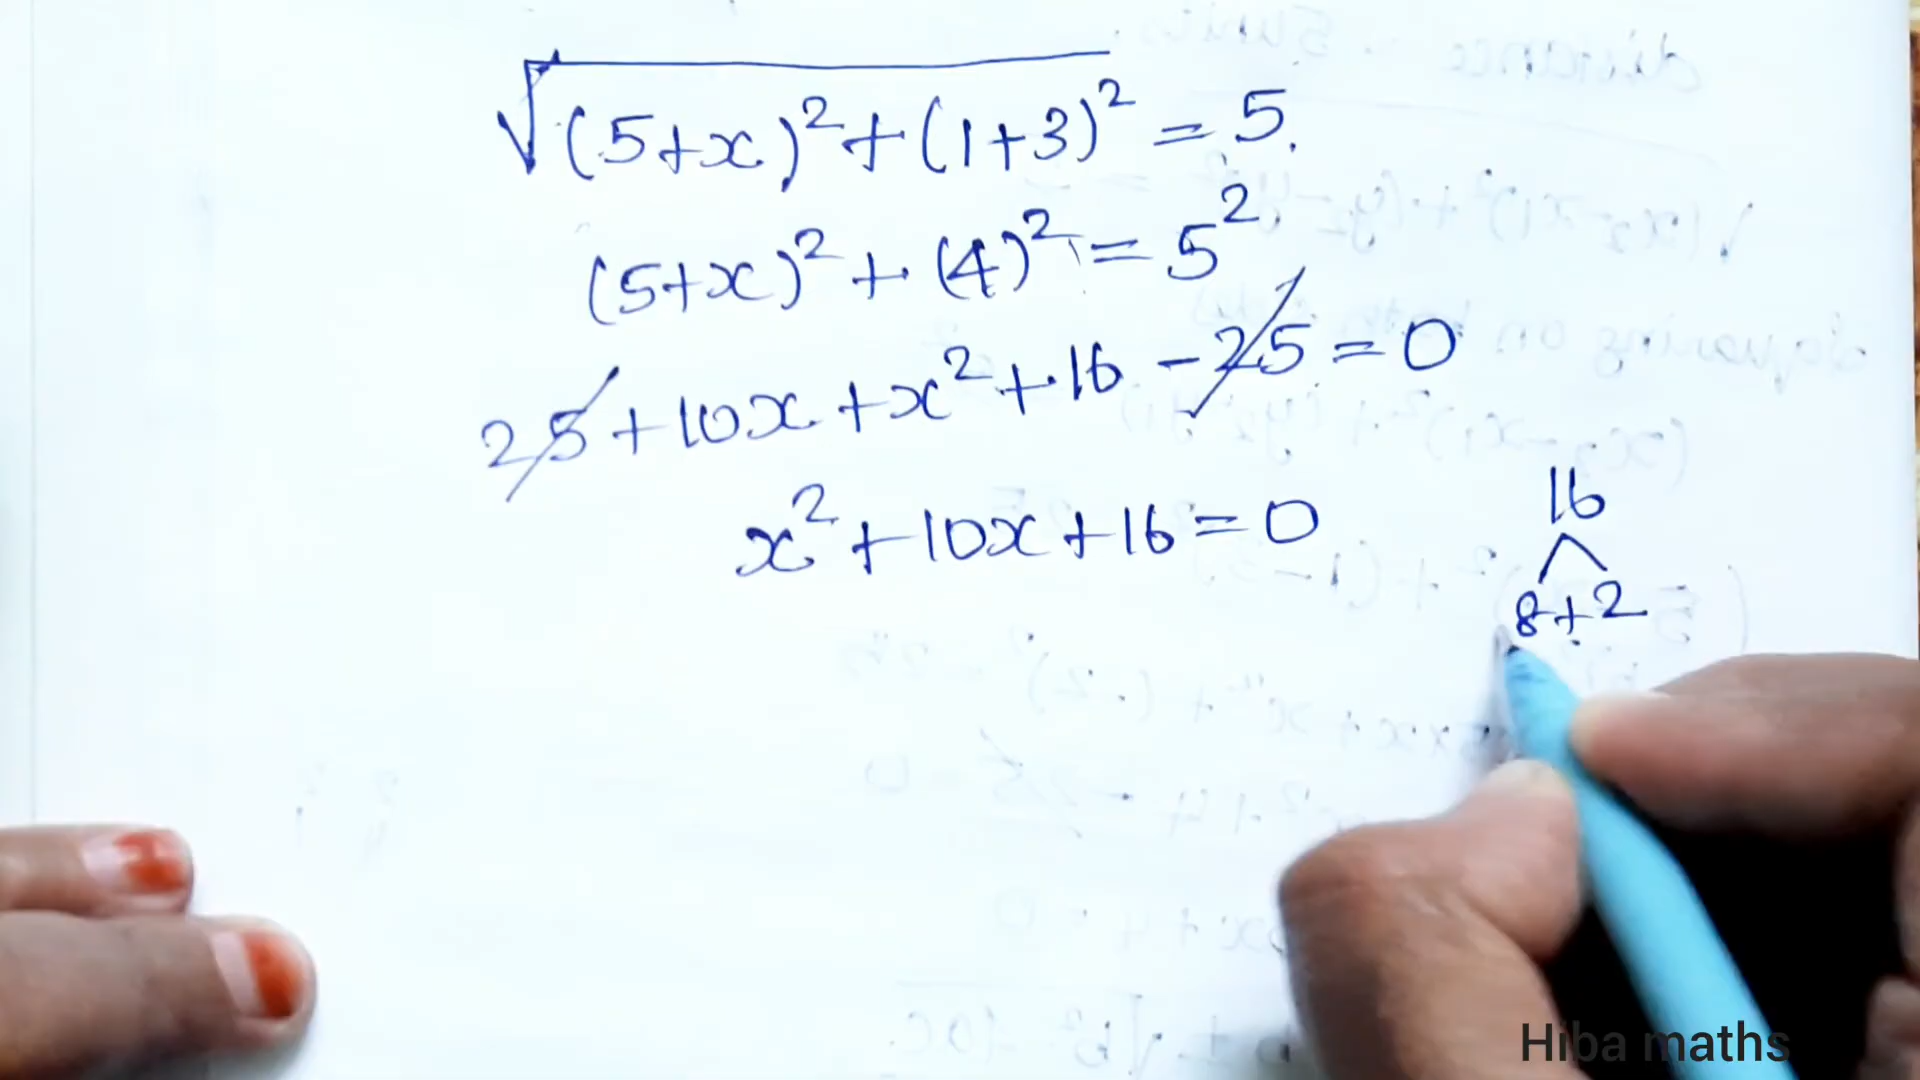 √(5+x)²+(1+3)² = 5.
(5+x)²+(4)² = 5²
25+10x+x²+16-25=0
x²+10x+16=0
16
8+2
Hiba maths